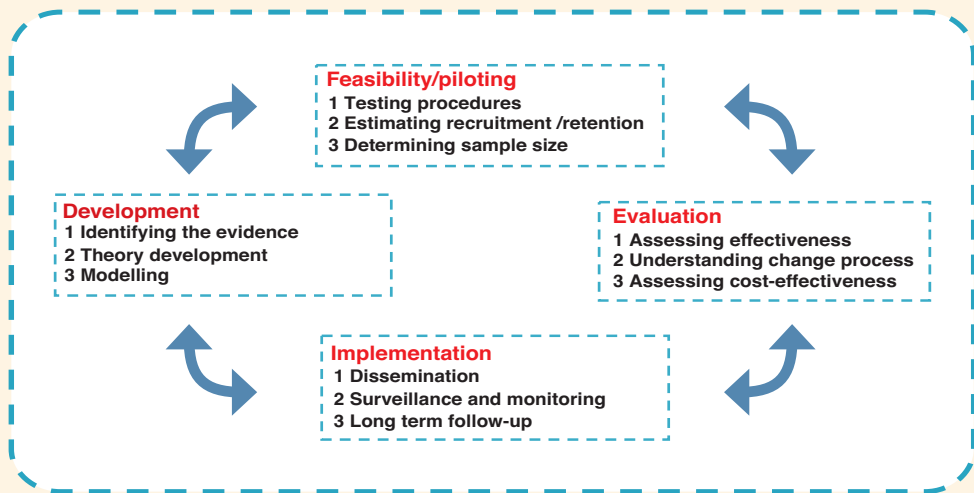 Feasibility/piloting
1 Testing procedures
2 Estimating recruitment /retention
3 Determining sample size
Development
1 Identifying the evidence
2 Theory development
3 Modelling
Evaluation
1 Assessing effectiveness
2 Understanding change process
3 Assessing cost-effectiveness
Implementation
1 Dissemination
2 Surveillance and monitoring
3 Long term follow-up